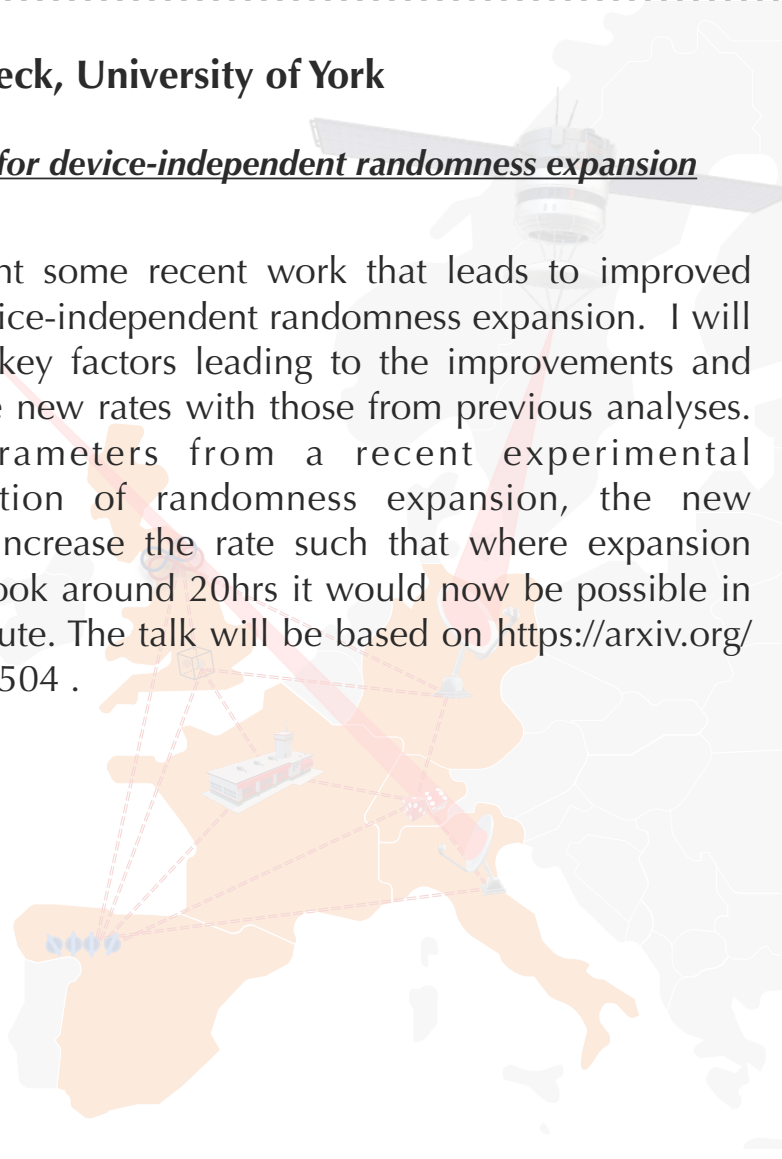 eck, University of York
for device-independent randomness expansion
nt some recent work that leads to improved
vice-independent randomness expansion. I will
key factors leading to the improvements and
e new rates with those from previous analyses.
rameters from a recent experimental
tion of randomness expansion, the new
increase the rate such that where expansion
ook around 20hrs it would now be possible in
ute. The talk will be based on https://arxiv.org/
504 .